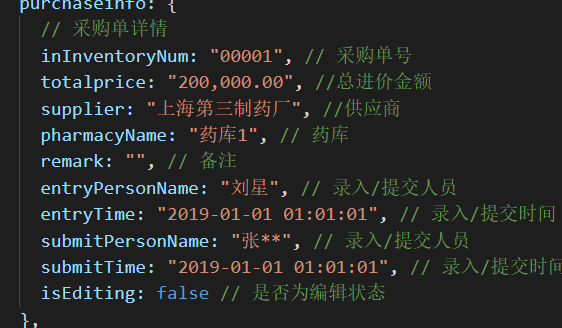 purchaseinfo: {
// 采购单详情
inInventoryNum: "00001", // 采购单号
totalprice: "200,000.00", //总进价金额
supplier: "上海第三制药厂", //供应商
pharmacyName: "药库1", // 药库
remark: "", // 备注
entryPersonName: "刘星", // 录入/提交人员
entryTime: "2019-01-01 01:01:01", // 录入/提交时间
submitPersonName: "张**", // 录入/提交人员
submitTime: "2019-01-01 01:01:01", // 录入/提交时间
isEditing: false // 是否为编辑状态
},